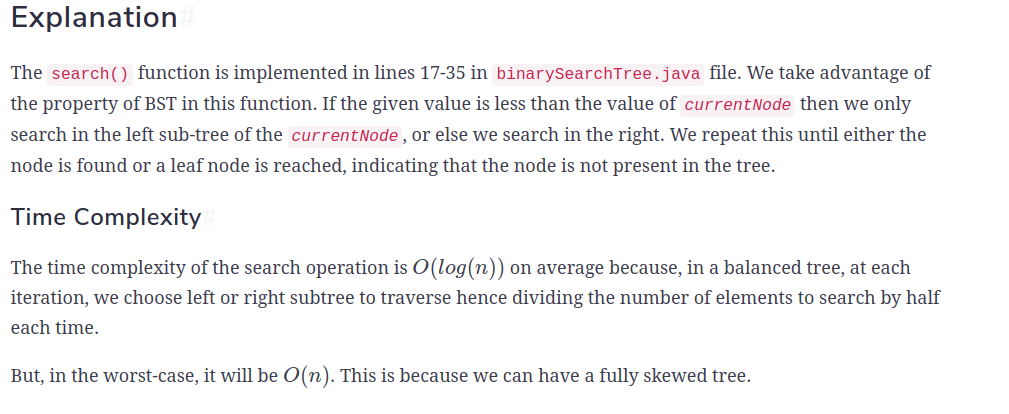 Explanation#
The search() function is implemented in lines 17-35 in binarySearchTree.java file. We take advantage of
the property of BST in this function. If the given value is less than the value of currentNode then we only
search in the left sub-tree of the currentNode, or else we search in the right. We repeat this until either the
node is found or a leaf node is reached, indicating that the node is not present in the tree.
Time Complexity#
The time complexity of the search operation is O(log(n)) on average because, in a balanced tree, at each
iteration, we choose left or right subtree to traverse hence dividing the number of elements to search by half
each time.
But, in the worst-case, it will be O(n). This is because we can have a fully skewed tree.